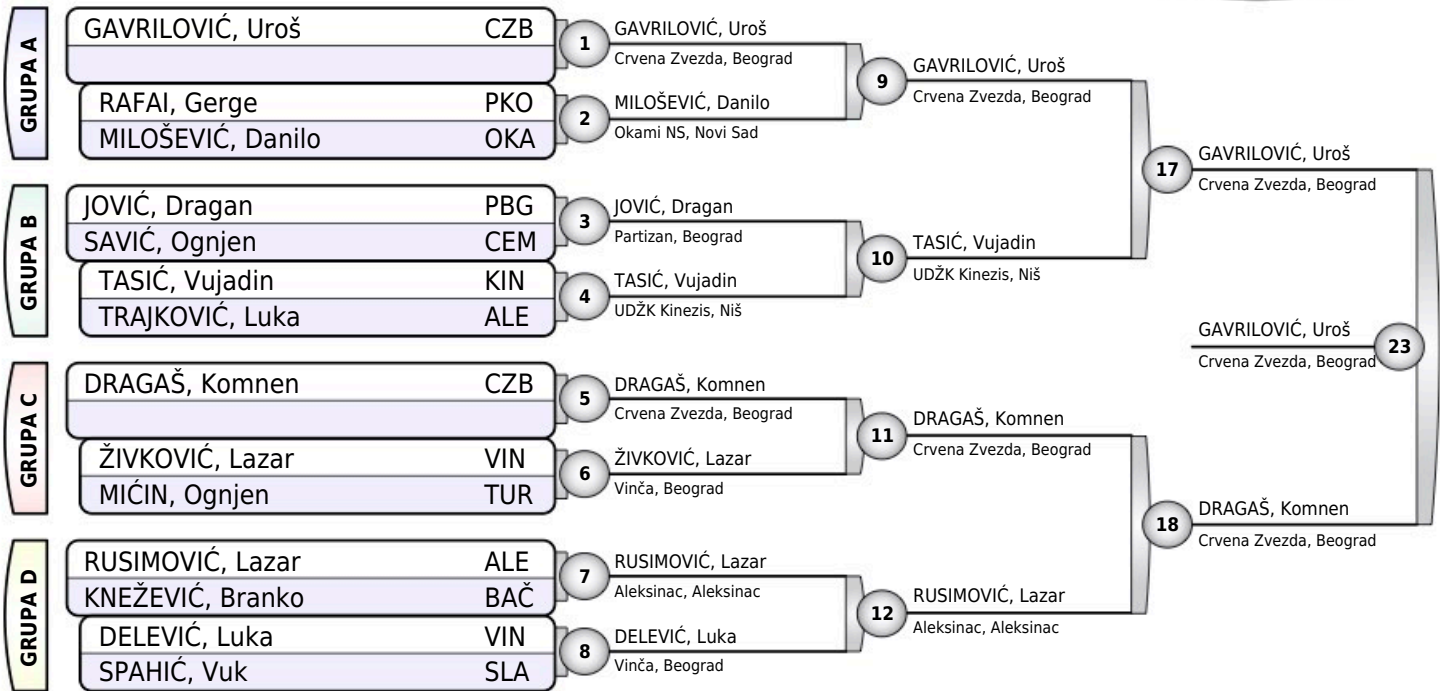 GRUPA A
GAVRILOVIĆ, Uroš CZB
RAFAI, Gerge PKO
MILOŠEVIĆ, Danilo OKA
GRUPA B
JOVIĆ, Dragan PBG
SAVIĆ, Ognjen CEM
TASIĆ, Vujadin KIN
TRAJKOVIĆ, Luka ALE
GRUPA C
DRAGAŠ, Komnen CZB
ŽIVKOVIĆ, Lazar VIN
MIĆIN, Ognjen TUR
GRUPA D
RUSIMOVIĆ, Lazar ALE
KNEŽEVIĆ, Branko BAČ
DELEVIĆ, Luka VIN
SPAHIĆ, Vuk SLA
1
GAVRILOVIĆ, Uroš
Crvena Zvezda, Beograd
2
MILOŠEVIĆ, Danilo
Okami NS, Novi Sad
3
JOVIĆ, Dragan
Partizan, Beograd
4
TASIĆ, Vujadin
UDŽK Kinezis, Niš
5
DRAGAŠ, Komnen
Crvena Zvezda, Beograd
6
ŽIVKOVIĆ, Lazar
Vinča, Beograd
7
RUSIMOVIĆ, Lazar
Aleksinac, Aleksinac
8
DELEVIĆ, Luka
Vinča, Beograd
9
GAVRILOVIĆ, Uroš
Crvena Zvezda, Beograd
10
TASIĆ, Vujadin
UDŽK Kinezis, Niš
11
DRAGAŠ, Komnen
Crvena Zvezda, Beograd
12
RUSIMOVIĆ, Lazar
Aleksinac, Aleksinac
17
GAVRILOVIĆ, Uroš
Crvena Zvezda, Beograd
18
DRAGAŠ, Komnen
Crvena Zvezda, Beograd
GAVRILOVIĆ, Uroš
Crvena Zvezda, Beograd
23